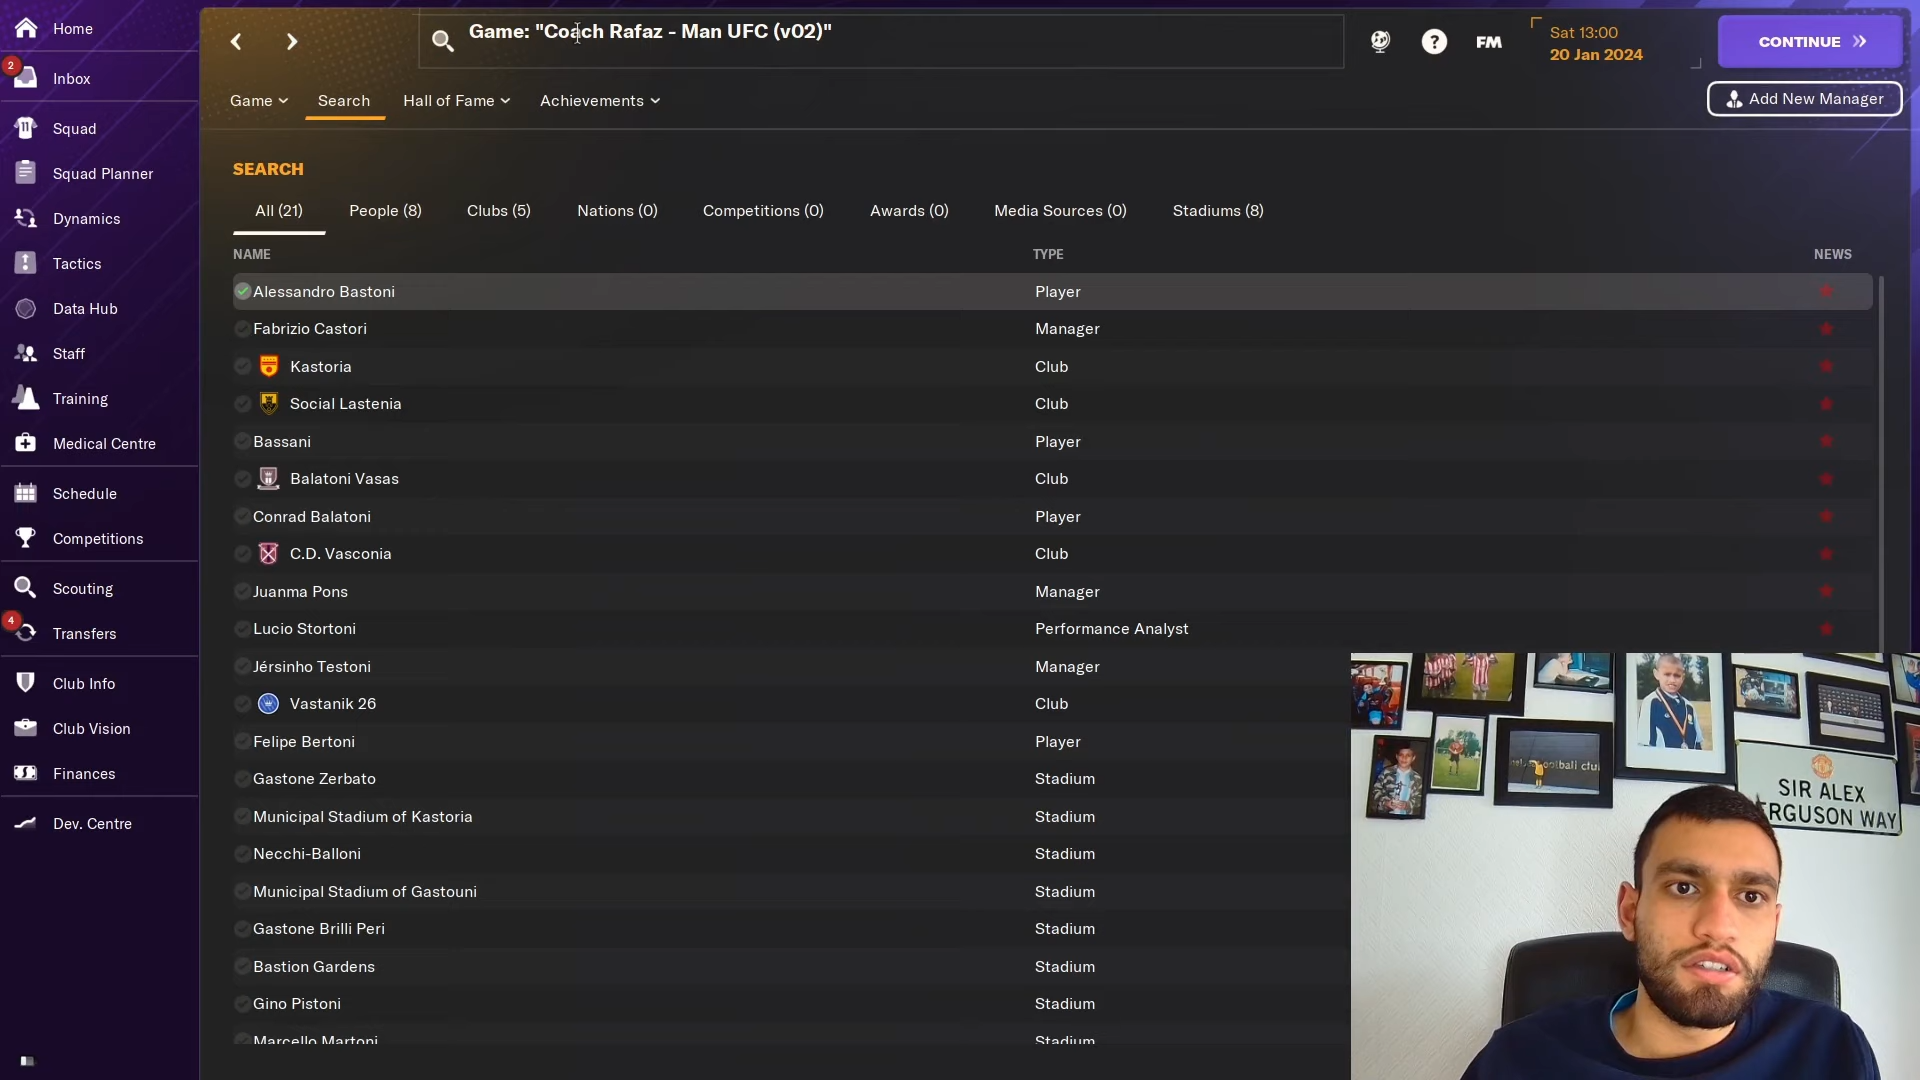 Home
2
Inbox
Squad
Squad Planner
Dynamics
Tactics
Data Hub
Staff
Training
Medical Centre
Schedule
Competitions
Scouting
4
Transfers
Club Info
Club Vision
Finances
Dev. Centre
Game: "Coach Rafaz - Man UFC (v02)"
?
FM
Sat 13:00
20 Jan 2024
CONTINUE
Game
Search
Hall of Fame
Achievements
Add New Manager
SEARCH
All (21)
People (8)
Clubs (5)
Nations (0)
Competitions (0)
Awards (0)
Media Sources (0)
Stadiums (8)
NAME TYPE NEWS
Alessandro Bastoni Player
Fabrizio Castori Manager
Kastoria Club
Social Lastenia Club
Bassani Player
Balatoni Vasas Club
Conrad Balatoni Player
C.D. Vasconia Club
Juanma Pons Manager
Lucio Stortoni Performance Analyst
Jérsinho Testoni Manager
Vastanik 26 Club
Felipe Bertoni Player
Gastone Zerbato Stadium
Municipal Stadium of Kastoria Stadium
Necchi-Balloni Stadium
Municipal Stadium of Gastouni Stadium
Gastone Brilli Peri Stadium
Bastion Gardens Stadium
Gino Pistoni Stadium
Marcello Martoni Stadium
SIR ALEX
ERGUSON WAY